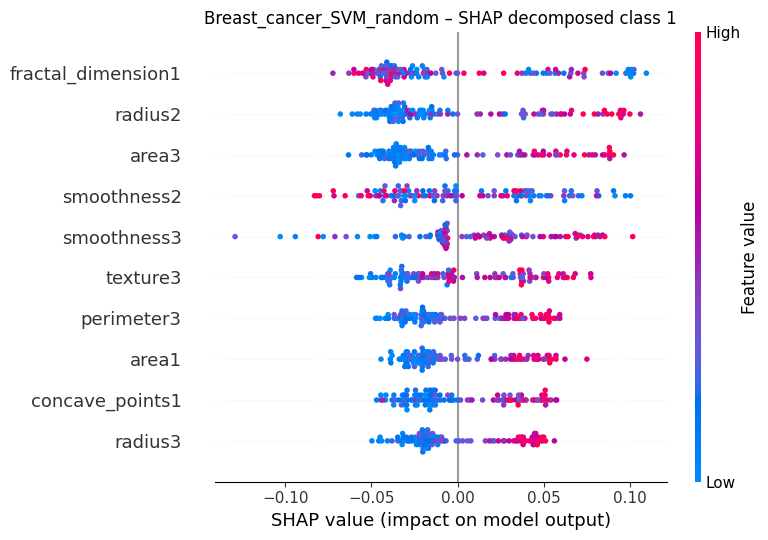 Breast_cancer_SVM_random – SHAP decomposed class 1
High
fractal_dimension1
radius2
area3
smoothness2
smoothness3
texture3
perimeter3
area1
concave_points1
radius3
Feature value
Low
−0.10 −0.05 0.00 0.05 0.10
SHAP value (impact on model output)